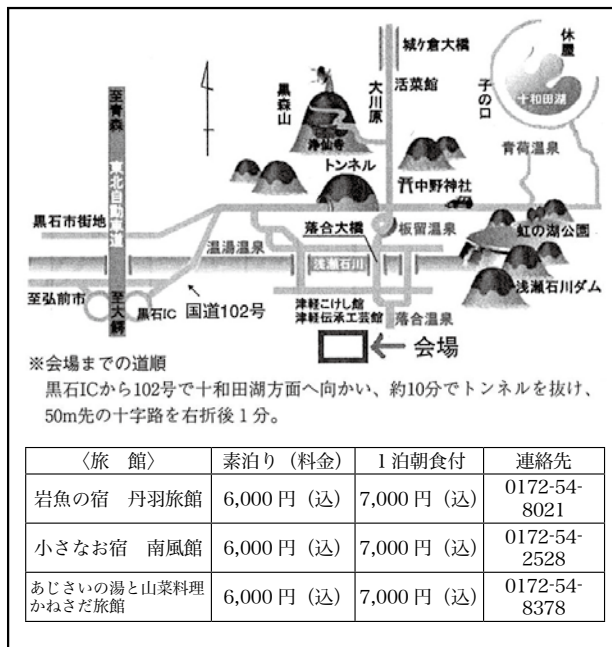 城ケ倉大橋
活菜館
大川原
休屋
子の口
十和田湖
黒森山
浄仙寺
至青森
東北自動車道
至大鰐
トンネル
青荷温泉
中野神社
黒石市街地
落合大橋
板留温泉
虹の湖公園
温湯温泉
浅瀬石川
浅瀬石川ダム
至弘前市
黒石IC
国道102号
津軽こけし館
津軽伝承工芸館
落合温泉
会場
※会場までの道順
黒石ICから102号で十和田湖方面へ向かい、約10分でトンネルを抜け、
50m先の十字路を右折後1分。
〈旅　館〉 素泊り（料金） 1泊朝食付 連絡先
岩魚の宿　丹羽旅館 6,000円（込） 7,000円（込） 0172-54-
8021
小さなお宿　南風館 6,000円（込） 7,000円（込） 0172-54-
2528
あじさいの湯と山菜料理
かねさだ旅館 6,000円（込） 7,000円（込） 0172-54-
8378